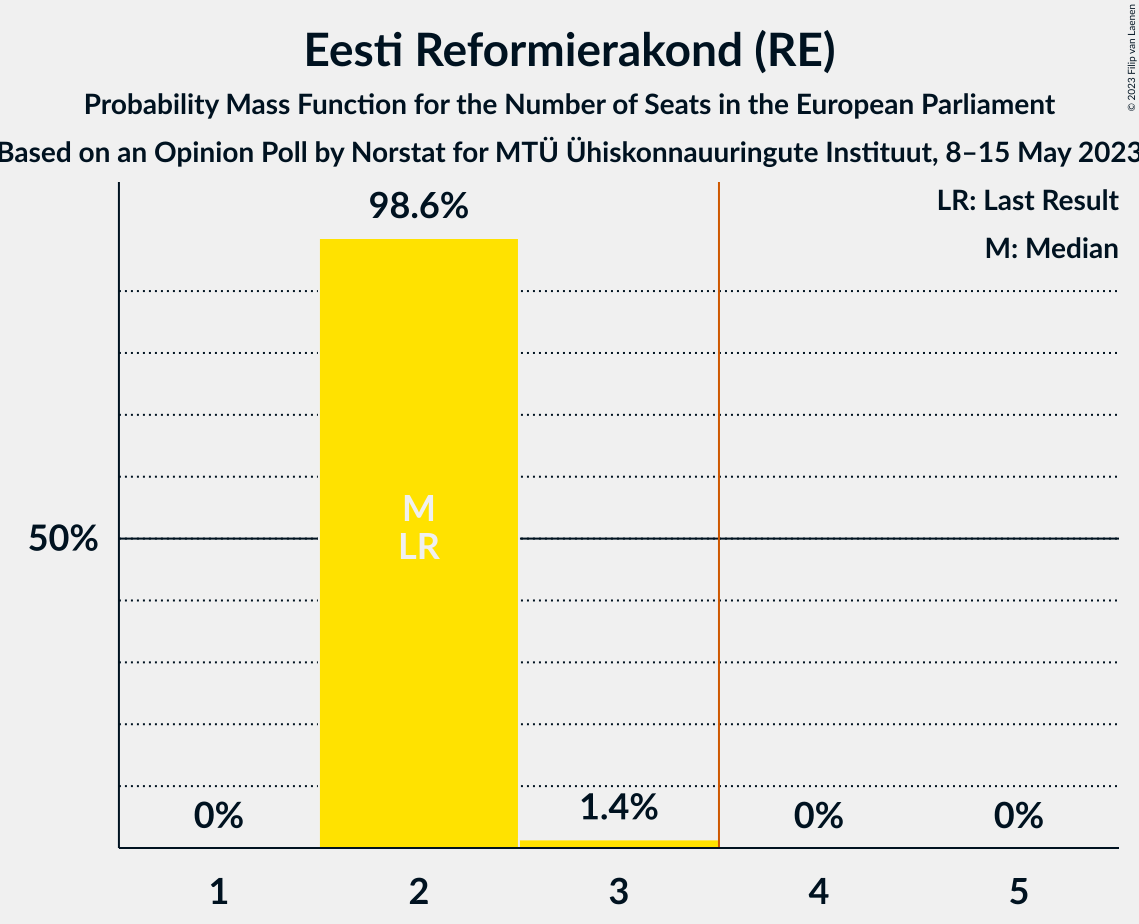 Eesti Reformierakond (RE)
Probability Mass Function for the Number of Seats in the European Parliament
Based on an Opinion Poll by Norstat for MTÜ Ühiskonnauuringute Instituut, 8–15 May 2023
© 2023 Filip van Laenen
LR: Last Result
M: Median
98.6%
M
LR
50%
0%
1.4%
0%
0%
1
2
3
4
5